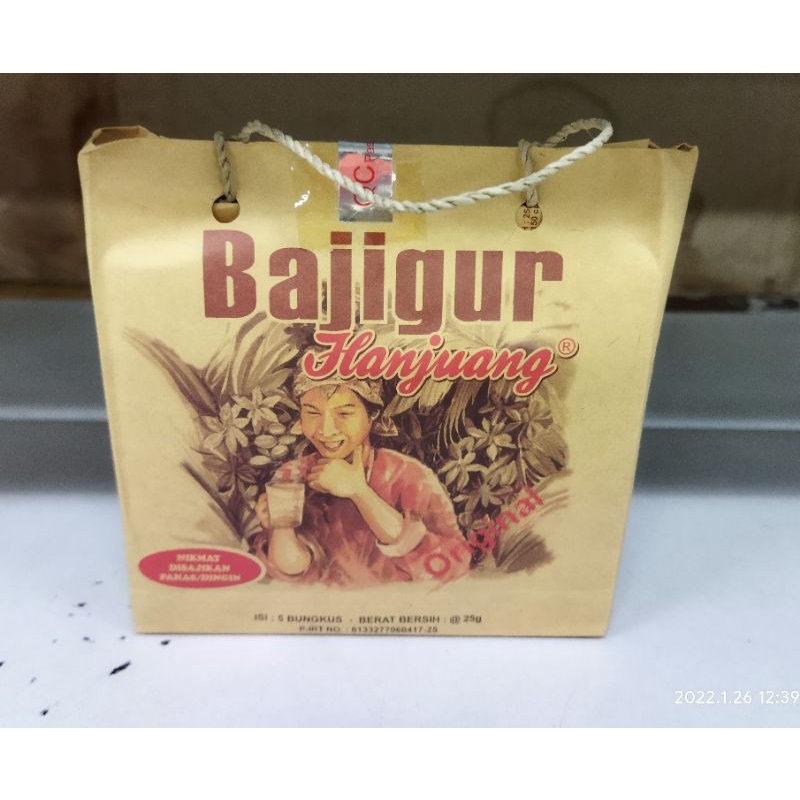 QC
Bajigur
Hanjuang®
Original
NIKMAT
DISAJIKAN
PANAS/DINGIN
ISI : 5 BUNGKUS - BERAT BERSIH : @ 25g
P-IRT NO. : 6133277060417-25
2022.1.26 12:39